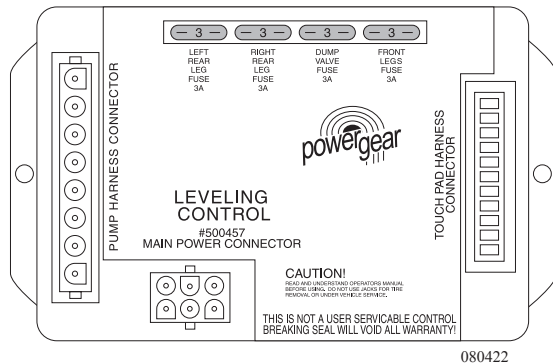 3 3 3 3
LEFT
REAR
LEG
FUSE
3A
RIGHT
REAR
LEG
FUSE
3A
DUMP
VALVE
FUSE
3A
FRONT
LEGS
FUSE
3A
PUMP HARNESS CONNECTOR
powergear
TOUCH PAD HARNESS
CONNECTOR
LEVELING
CONTROL
#500457
MAIN POWER CONNECTOR
CAUTION!
READ AND UNDERSTAND OPERATORS MANUAL
BEFORE USING. DO NOT USE JACKS FOR TIRE
REMOVAL OR UNDER VEHICLE SERVICE.
THIS IS NOT A USER SERVICABLE CONTROL
BREAKING SEAL WILL VOID ALL WARRANTY!
080422